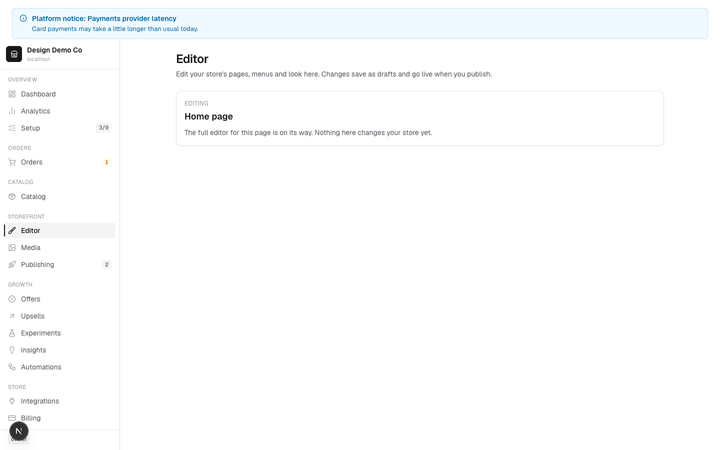 Platform notice: Payments provider latency
Card payments may take a little longer than usual today.
Design Demo Co
localhost
OVERVIEW
Dashboard
Analytics
Setup 3/9
ORDERS
Orders 1
CATALOG
Catalog
STOREFRONT
Editor
Media
Publishing 2
GROWTH
Offers
Upsells
Experiments
Insights
Automations
STORE
Integrations
Billing
N
Editor
Edit your store's pages, menus and look here. Changes save as drafts and go live when you publish.
EDITING
Home page
The full editor for this page is on its way. Nothing here changes your store yet.